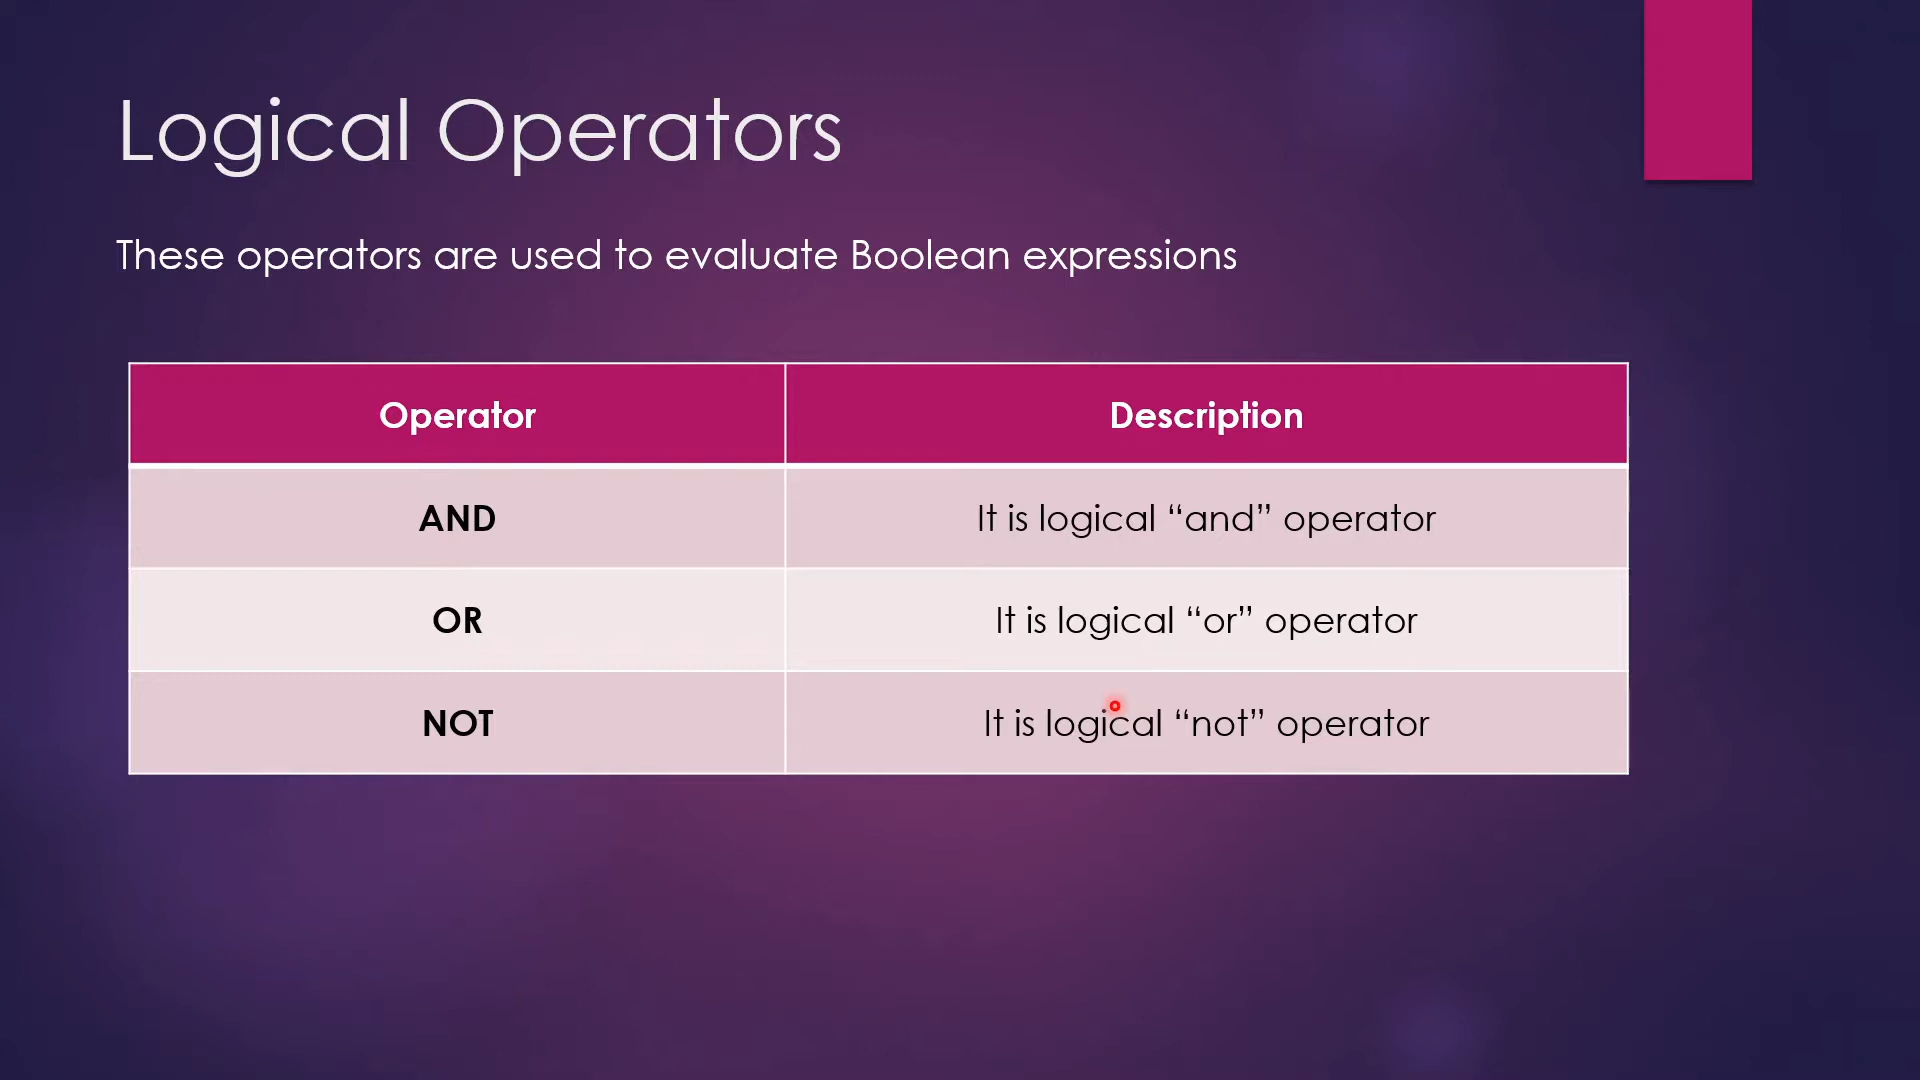 Logical Operators
These operators are used to evaluate Boolean expressions
Operator Description
AND It is logical “and” operator
OR It is logical “or” operator
NOT It is logical “not” operator